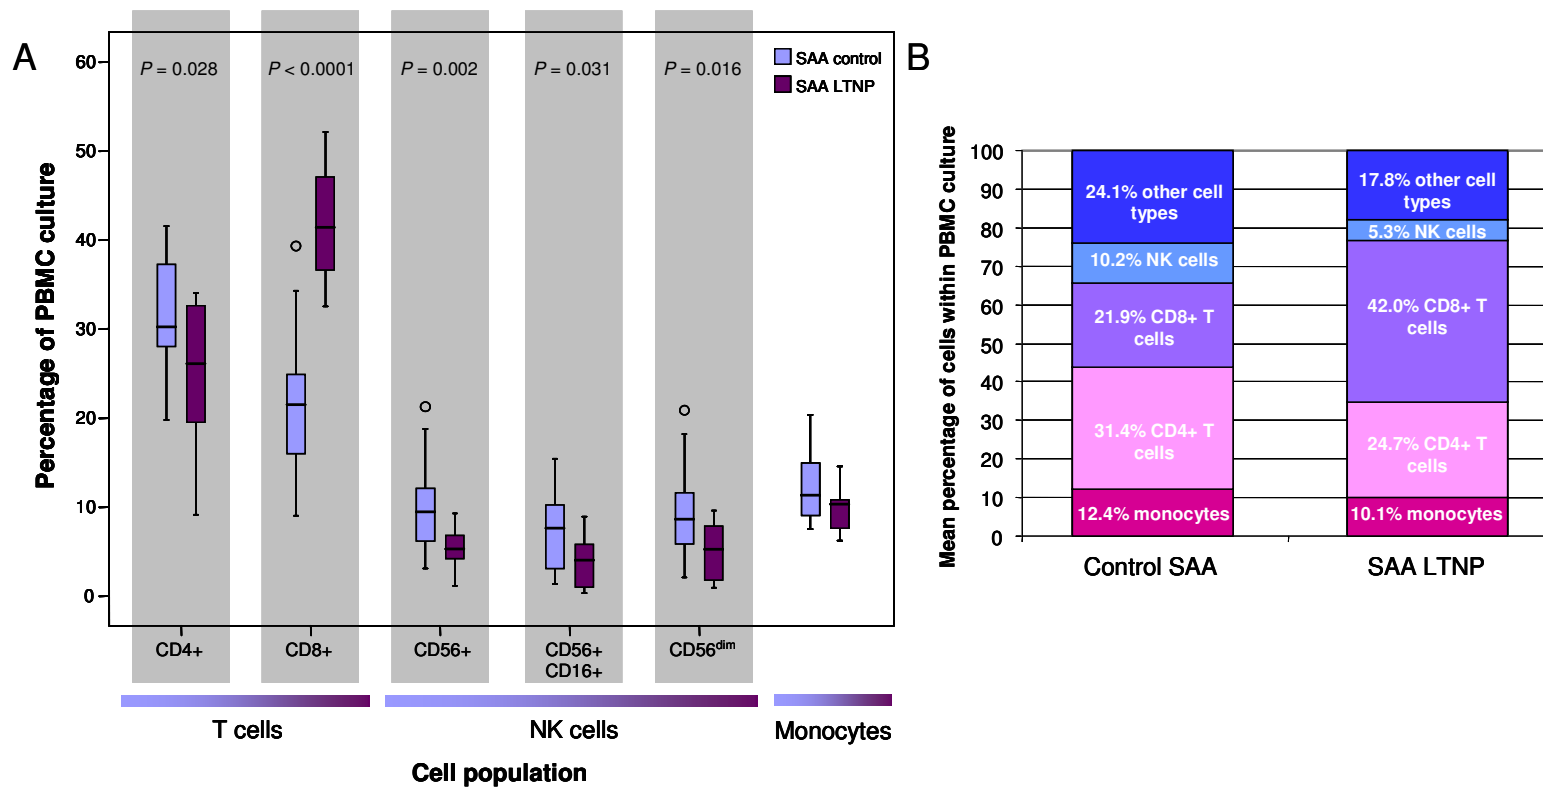 A
B
P = 0.028
P < 0.0001
P = 0.002
P = 0.031
P = 0.016
SAA control
SAA LTNP
Percentage of PBMC culture
60
50
40
30
20
10
0
CD4+
CD8+
CD56+
CD56+
CD16+
CD56dim
T cells
NK cells
Monocytes
Cell population
Mean percentage of cells within PBMC culture
100
90
80
70
60
50
40
30
20
10
0
24.1% other cell
types
10.2% NK cells
21.9% CD8+ T
cells
31.4% CD4+ T
cells
12.4% monocytes
17.8% other cell
types
5.3% NK cells
42.0% CD8+ T
cells
24.7% CD4+ T
cells
10.1% monocytes
Control SAA
SAA LTNP